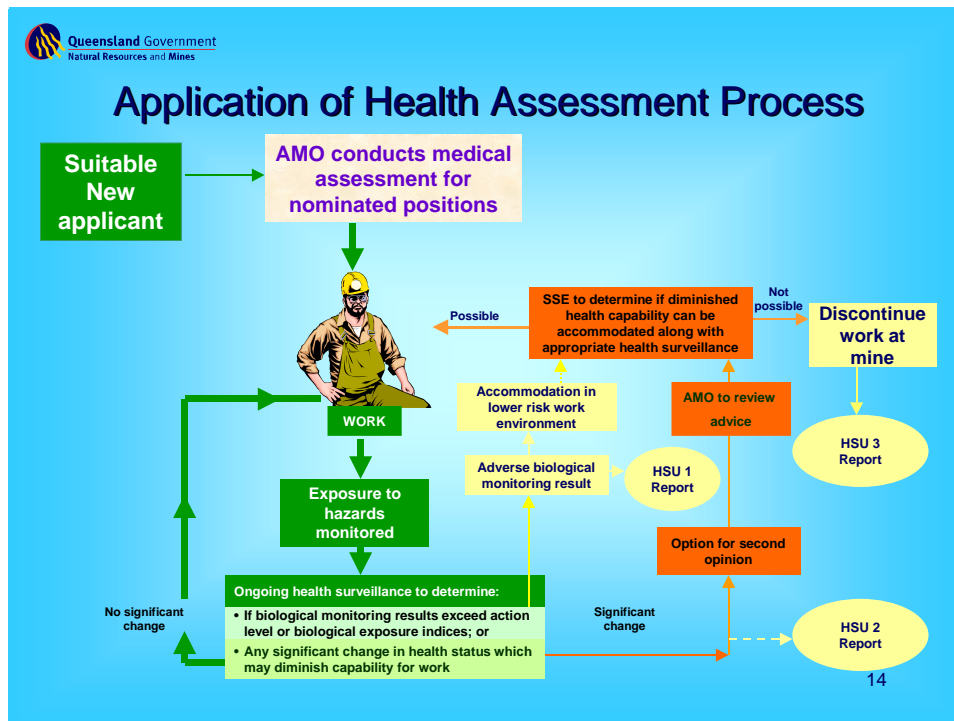 Queensland Government
Natural Resources and Mines
Application of Health Assessment Process
Suitable
New
applicant
AMO conducts medical
assessment for
nominated positions
WORK
Exposure to
hazards
monitored
Ongoing health surveillance to determine:
• If biological monitoring results exceed action
level or biological exposure indices; or
• Any significant change in health status which
may diminish capability for work
No significant
change
Significant
change
Adverse biological
monitoring result
HSU 1
Report
Accommodation in
lower risk work
environment
HSU 2
Report
Option for second
opinion
AMO to review
advice
SSE to determine if diminished
health capability can be
accommodated along with
appropriate health surveillance
Possible
Not
possible
Discontinue
work at
mine
HSU 3
Report
14